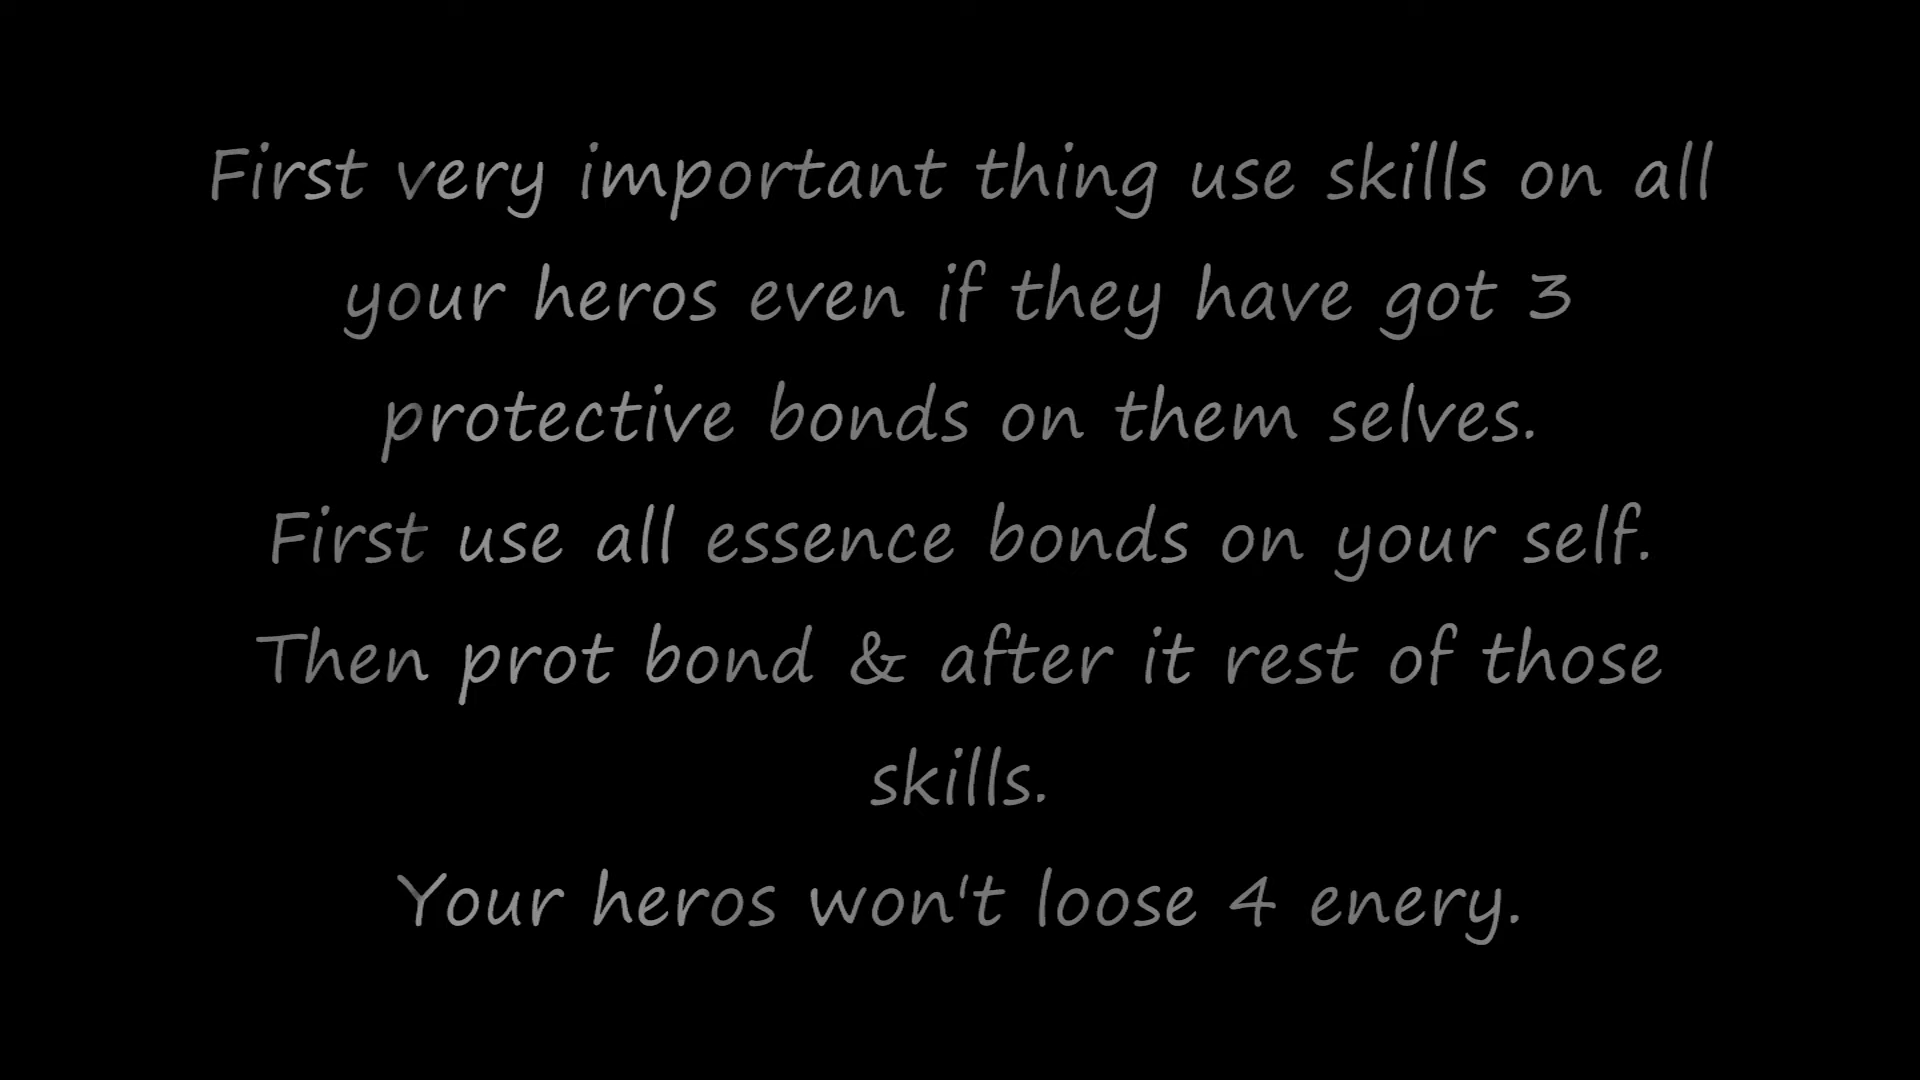 First very important thing use skills on all
your heros even if they have got 3
protective bonds on them selves.
First use all essence bonds on your self.
Then prot bond & after it rest of those
skills.
Your heros won't loose 4 enery.